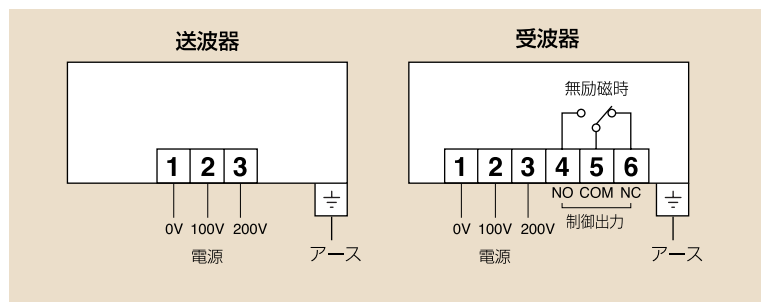 送波器
1 2 3
0V 100V 200V
電源
アース
受波器
無励磁時
1 2 3 4 5 6
NO COM NC
0V 100V 200V
制御出力
電源
アース